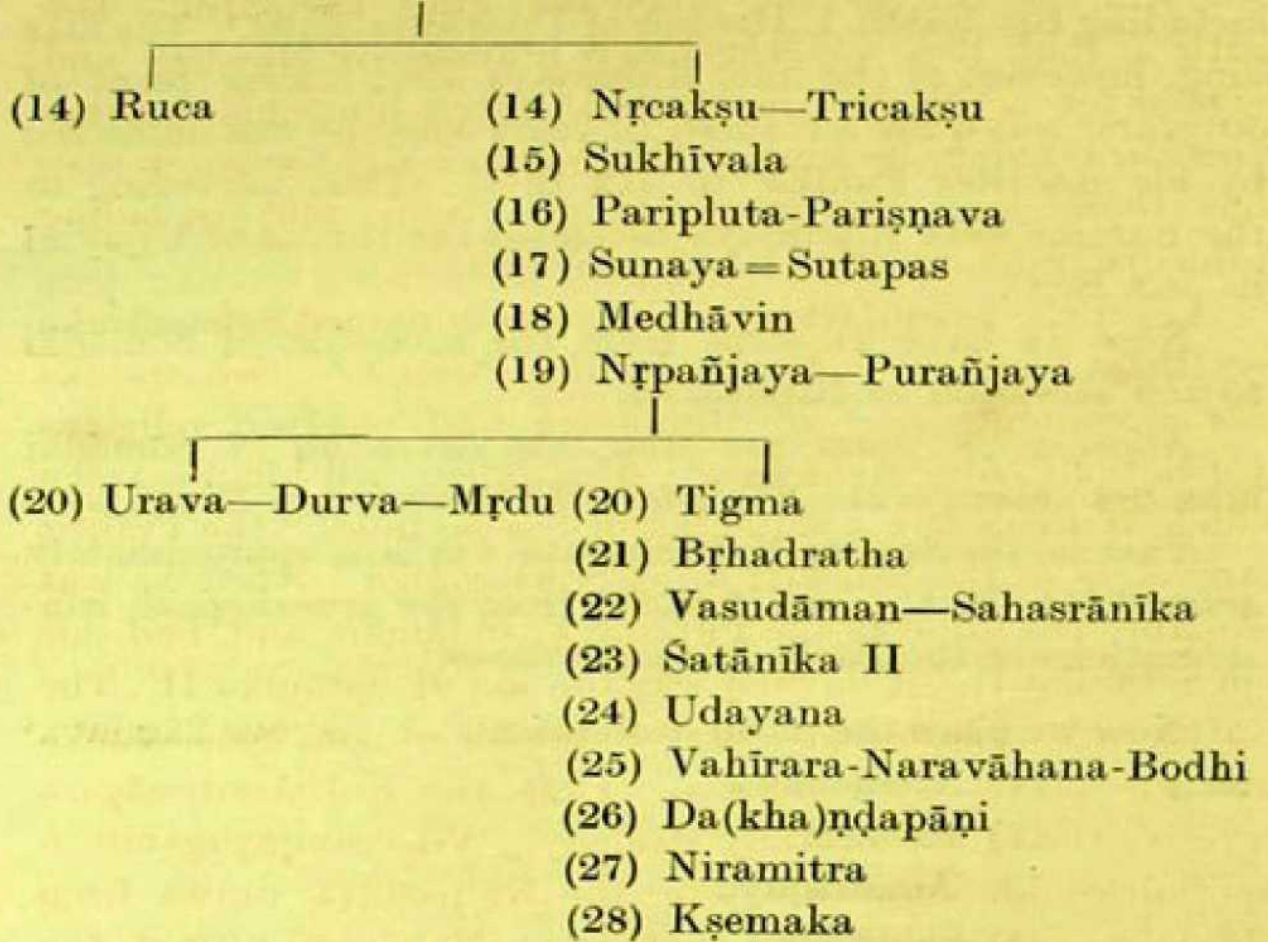 (14) Ruca (14) Nṛcakṣu—Tricakṣu
(15) Sukhīvala
(16) Paripluta-Pariṣṇava
(17) Sunaya=Sutapas
(18) Medhāvin
(19) Nṛpañjaya—Purañjaya
(20) Urava—Durva—Mṛdu (20) Tigma
(21) Bṛhadratha
(22) Vasudāman—Sahasrānīka
(23) Śatānīka II
(24) Udayana
(25) Vahīrara-Naravāhana-Bodhi
(26) Da(kha)ṇḍapāṇi
(27) Niramitra
(28) Kṣemaka